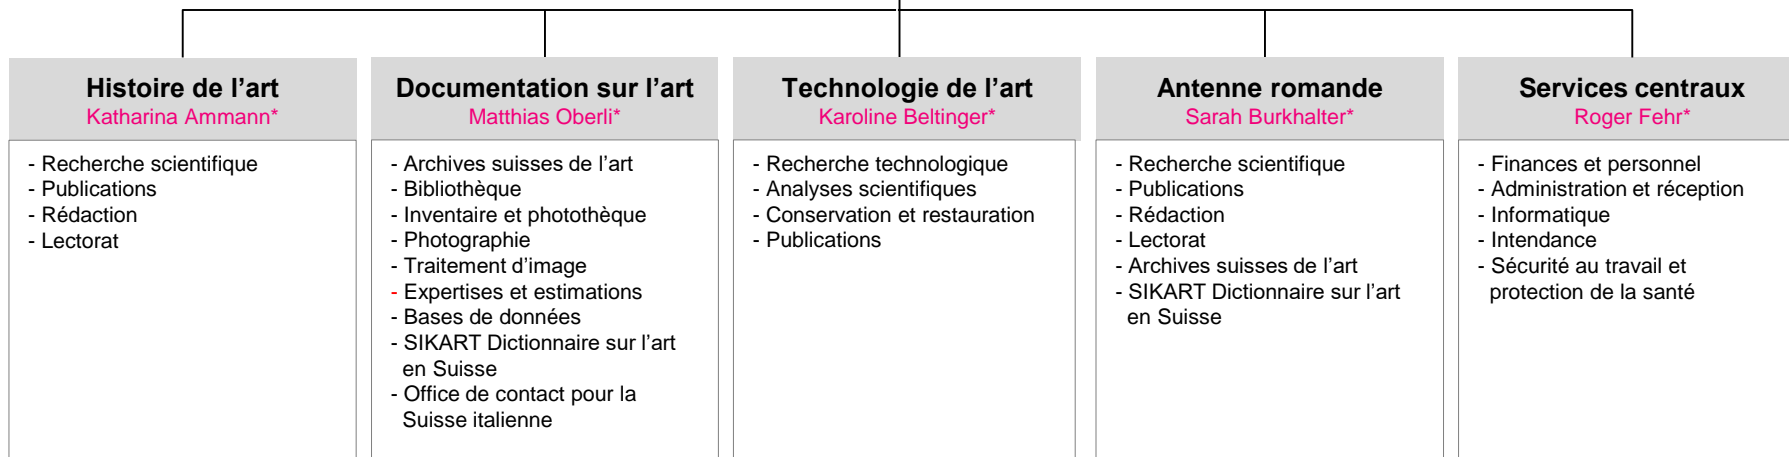 Histoire de l’art
Katharina Ammann*
- Recherche scientifique
- Publications
- Rédaction
- Lectorat
Documentation sur l’art
Matthias Oberli*
- Archives suisses de l’art
- Bibliothèque
- Inventaire et photothèque
- Photographie
- Traitement d’image
- Expertises et estimations
- Bases de données
- SIKART Dictionnaire sur l’art
en Suisse
- Office de contact pour la
Suisse italienne
Technologie de l’art
Karoline Beltinger*
- Recherche technologique
- Analyses scientifiques
- Conservation et restauration
- Publications
Antenne romande
Sarah Burkhalter*
- Recherche scientifique
- Publications
- Rédaction
- Lectorat
- Archives suisses de l’art
- SIKART Dictionnaire sur l’art
en Suisse
Services centraux
Roger Fehr*
- Finances et personnel
- Administration et réception
- Informatique
- Intendance
- Sécurité au travail et
protection de la santé